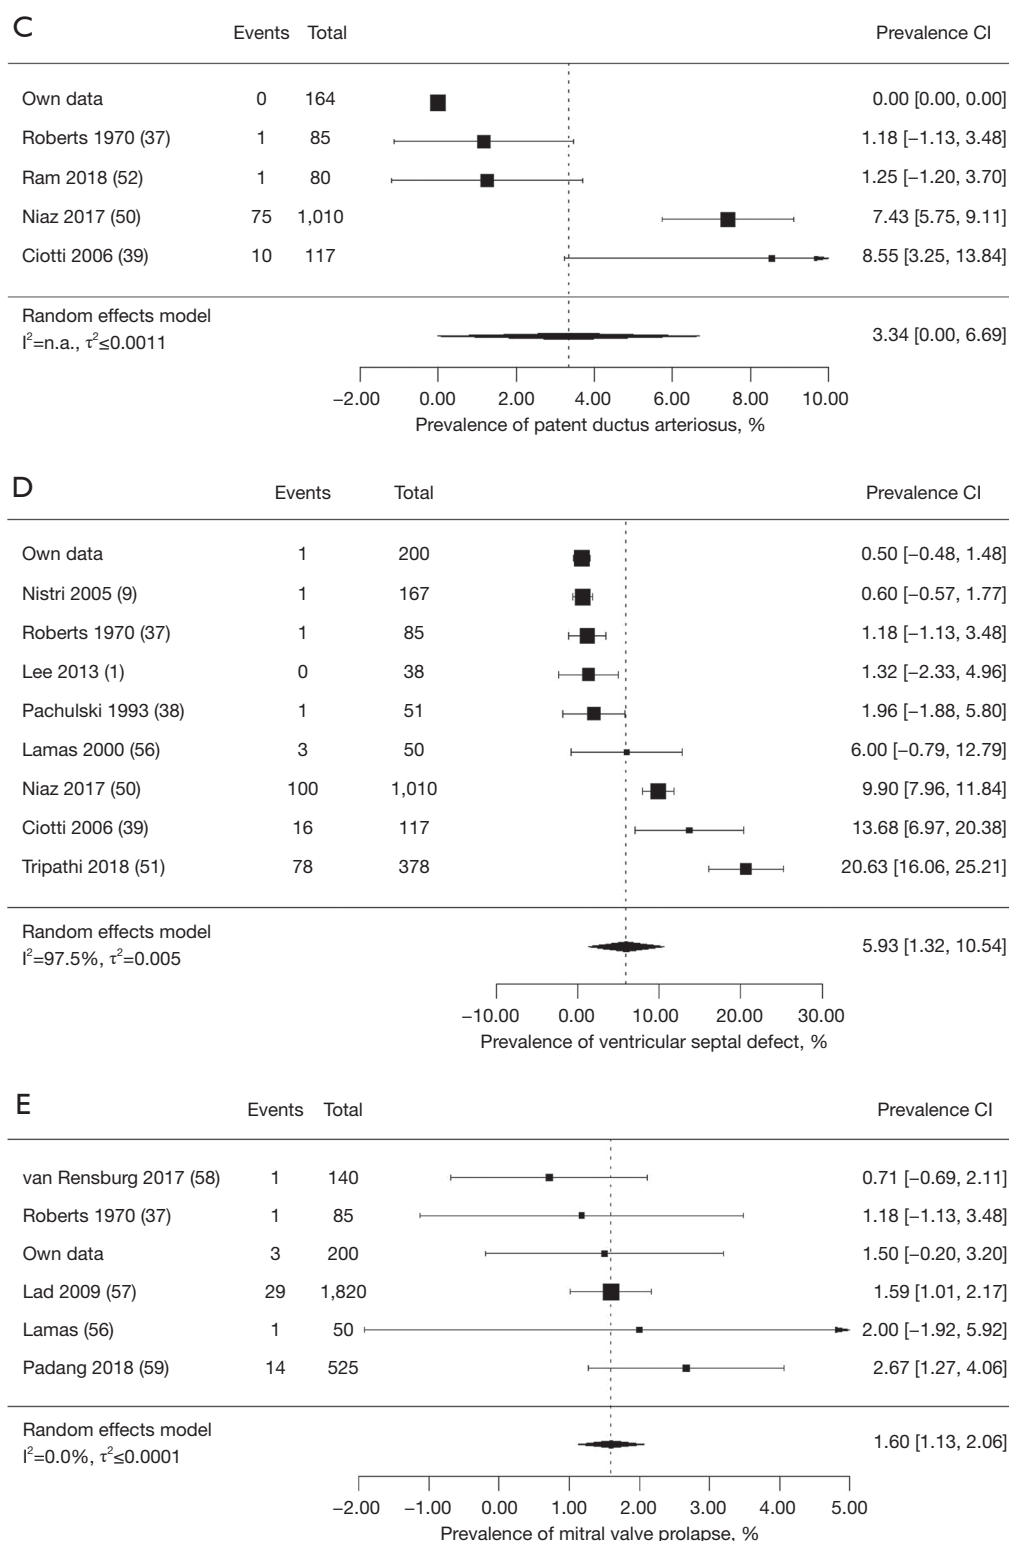 C
Events Total Prevalence CI
Own data 0 164 0.00 [0.00, 0.00]
Roberts 1970 (37) 1 85 1.18 [−1.13, 3.48]
Ram 2018 (52) 1 80 1.25 [−1.20, 3.70]
Niaz 2017 (50) 75 1,010 7.43 [5.75, 9.11]
Ciotti 2006 (39) 10 117 8.55 [3.25, 13.84]
Random effects model
I²=n.a., τ²≤0.0011 3.34 [0.00, 6.69]
−2.00 0.00 2.00 4.00 6.00 8.00 10.00
Prevalence of patent ductus arteriosus, %
D
Events Total Prevalence CI
Own data 1 200 0.50 [−0.48, 1.48]
Nistri 2005 (9) 1 167 0.60 [−0.57, 1.77]
Roberts 1970 (37) 1 85 1.18 [−1.13, 3.48]
Lee 2013 (1) 0 38 1.32 [−2.33, 4.96]
Pachulski 1993 (38) 1 51 1.96 [−1.88, 5.80]
Lamas 2000 (56) 3 50 6.00 [−0.79, 12.79]
Niaz 2017 (50) 100 1,010 9.90 [7.96, 11.84]
Ciotti 2006 (39) 16 117 13.68 [6.97, 20.38]
Tripathi 2018 (51) 78 378 20.63 [16.06, 25.21]
Random effects model
I²=97.5%, τ²=0.005 5.93 [1.32, 10.54]
−10.00 0.00 10.00 20.00 30.00
Prevalence of ventricular septal defect, %
E
Events Total Prevalence CI
van Rensburg 2017 (58) 1 140 0.71 [−0.69, 2.11]
Roberts 1970 (37) 1 85 1.18 [−1.13, 3.48]
Own data 3 200 1.50 [−0.20, 3.20]
Lad 2009 (57) 29 1,820 1.59 [1.01, 2.17]
Lamas (56) 1 50 2.00 [−1.92, 5.92]
Padang 2018 (59) 14 525 2.67 [1.27, 4.06]
Random effects model
I²=0.0%, τ²≤0.0001 1.60 [1.13, 2.06]
−2.00 −1.00 0.00 1.00 2.00 3.00 4.00 5.00
Prevalence of mitral valve prolapse, %